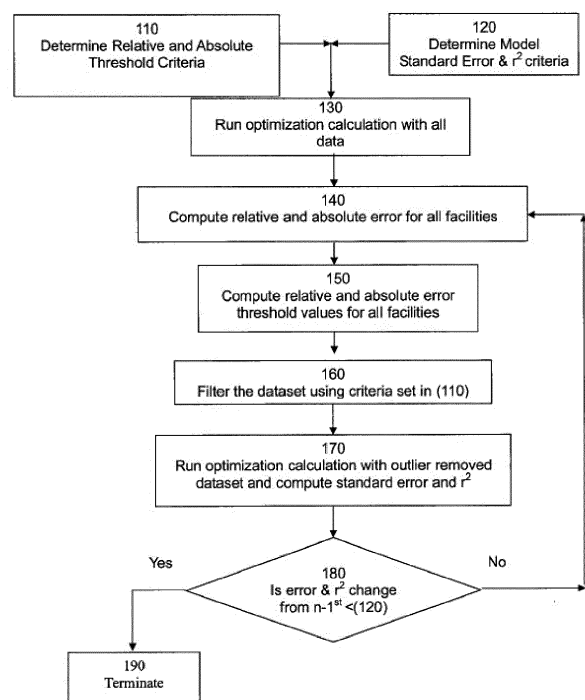 110
Determine Relative and Absolute
Threshold Criteria
120
Determine Model
Standard Error & r² criteria
130
Run optimization calculation with all
data
140
Compute relative and absolute error for all facilities
150
Compute relative and absolute error
threshold values for all facilities
160
Filter the dataset using criteria set in (110)
170
Run optimization calculation with outlier removed
dataset and compute standard error and r²
Yes
No
180
Is error & r² change
from n-1ˢᵗ <(120)
190
Terminate